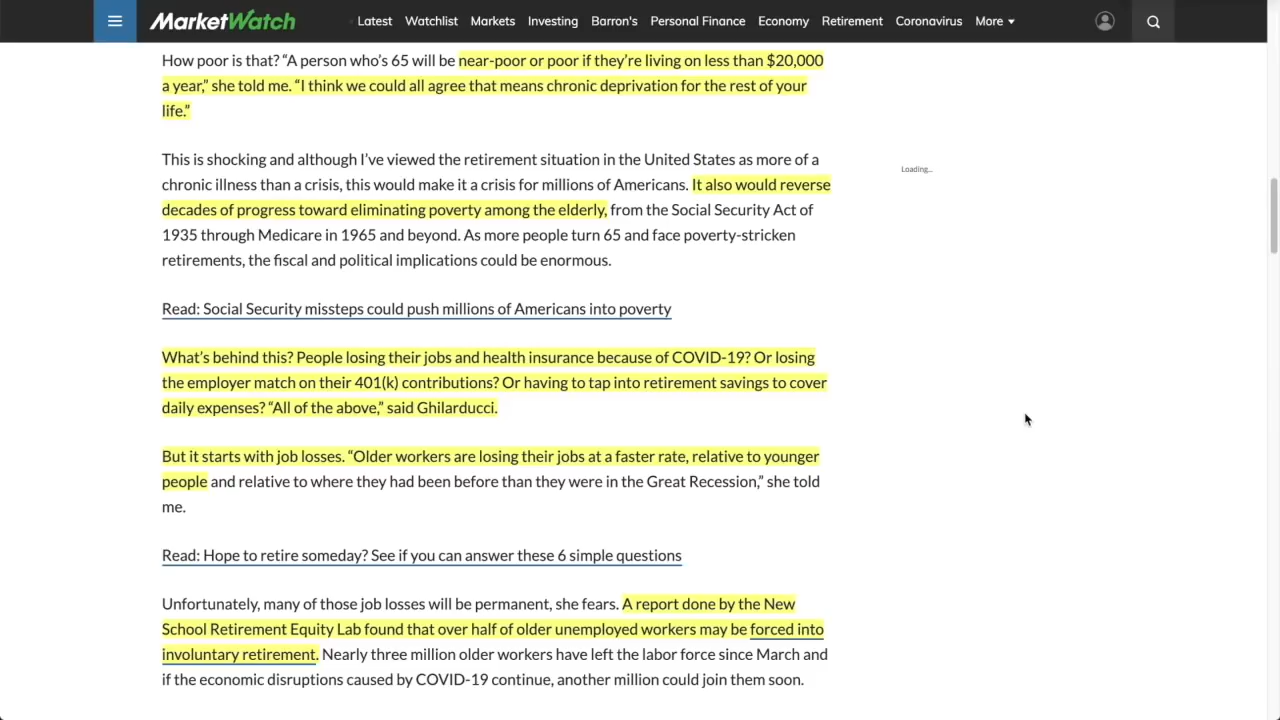 MarketWatch Latest Watchlist Markets Investing Barron's Personal Finance Economy Retirement Coronavirus More
How poor is that? “A person who's 65 will be near-poor or poor if they’re living on less than $20,000
a year,” she told me. “I think we could all agree that means chronic deprivation for the rest of your
life.”
This is shocking and although I’ve viewed the retirement situation in the United States as more of a
chronic illness than a crisis, this would make it a crisis for millions of Americans. It also would reverse
decades of progress toward eliminating poverty among the elderly, from the Social Security Act of
1935 through Medicare in 1965 and beyond. As more people turn 65 and face poverty-stricken
retirements, the fiscal and political implications could be enormous.
Loading...
Read: Social Security missteps could push millions of Americans into poverty
What’s behind this? People losing their jobs and health insurance because of COVID-19? Or losing
the employer match on their 401(k) contributions? Or having to tap into retirement savings to cover
daily expenses? “All of the above,” said Ghilarducci.
But it starts with job losses. “Older workers are losing their jobs at a faster rate, relative to younger
people and relative to where they had been before than they were in the Great Recession,” she told
me.
Read: Hope to retire someday? See if you can answer these 6 simple questions
Unfortunately, many of those job losses will be permanent, she fears. A report done by the New
School Retirement Equity Lab found that over half of older unemployed workers may be forced into
involuntary retirement. Nearly three million older workers have left the labor force since March and
if the economic disruptions caused by COVID-19 continue, another million could join them soon.